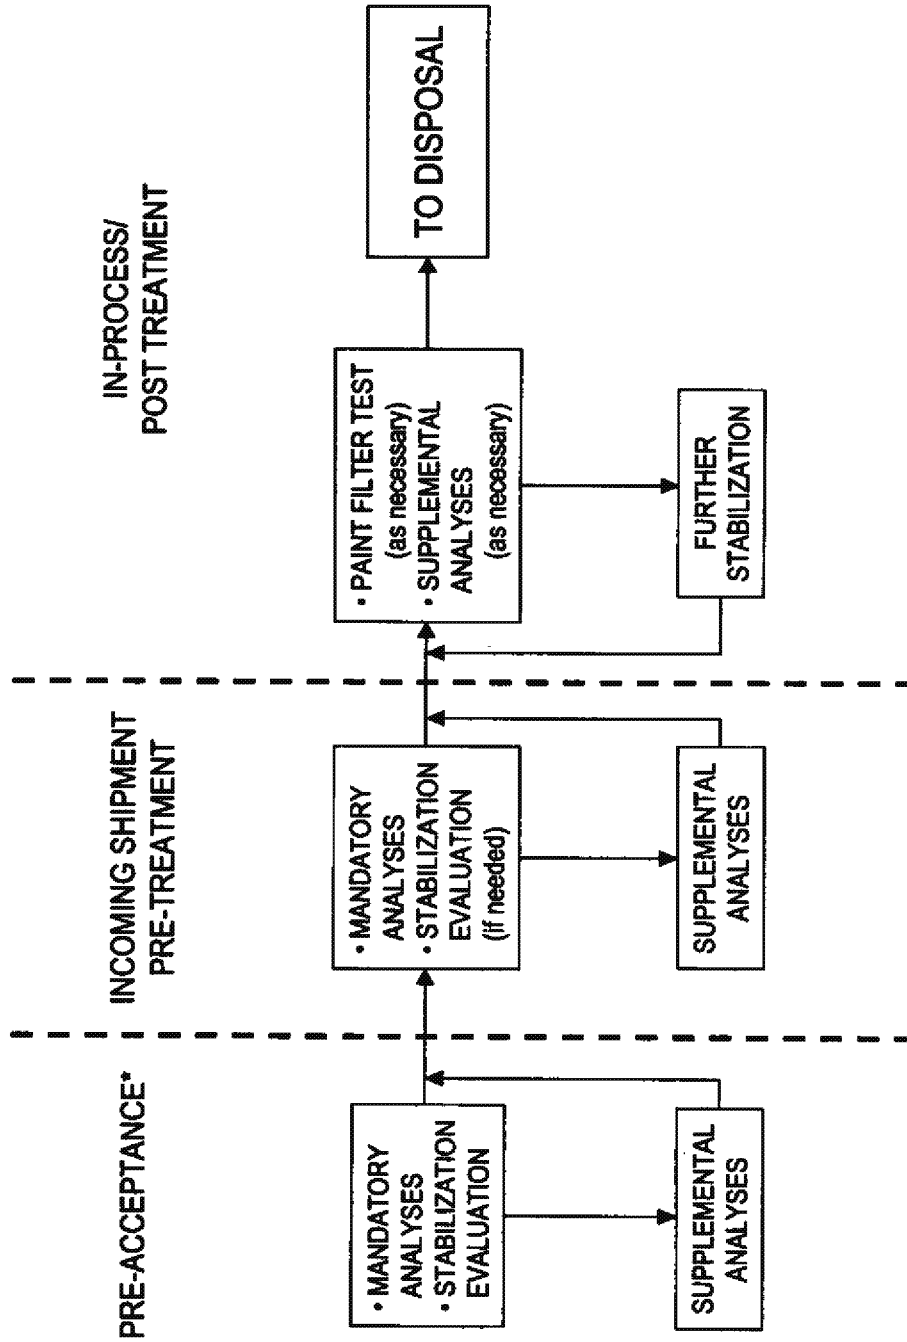 PRE-ACCEPTANCE*
• MANDATORY
ANALYSES
• STABILIZATION
EVALUATION
SUPPLEMENTAL
ANALYSES
INCOMING SHIPMENT
PRE-TREATMENT
• MANDATORY
ANALYSES
• STABILIZATION
EVALUATION
(if needed)
SUPPLEMENTAL
ANALYSES
IN-PROCESS/
POST TREATMENT
• PAINT FILTER TEST
(as necessary)
• SUPPLEMENTAL
ANALYSES
(as necessary)
FURTHER
STABILIZATION
TO DISPOSAL